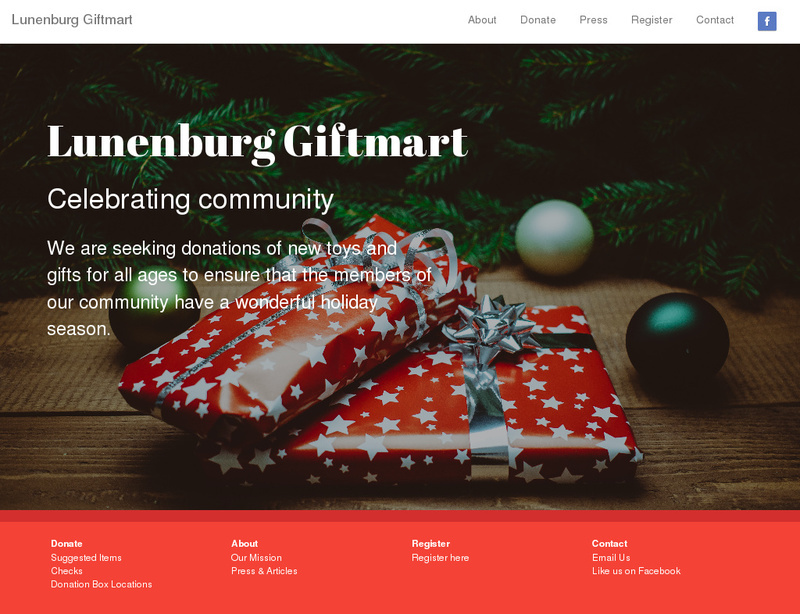 Lunenburg Giftmart
About Donate Press Register Contact f
Lunenburg Giftmart
Celebrating community
We are seeking donations of new toys and
gifts for all ages to ensure that the members of
our community have a wonderful holiday
season.
Donate
Suggested Items
Checks
Donation Box Locations
About
Our Mission
Press & Articles
Register
Register here
Contact
Email Us
Like us on Facebook